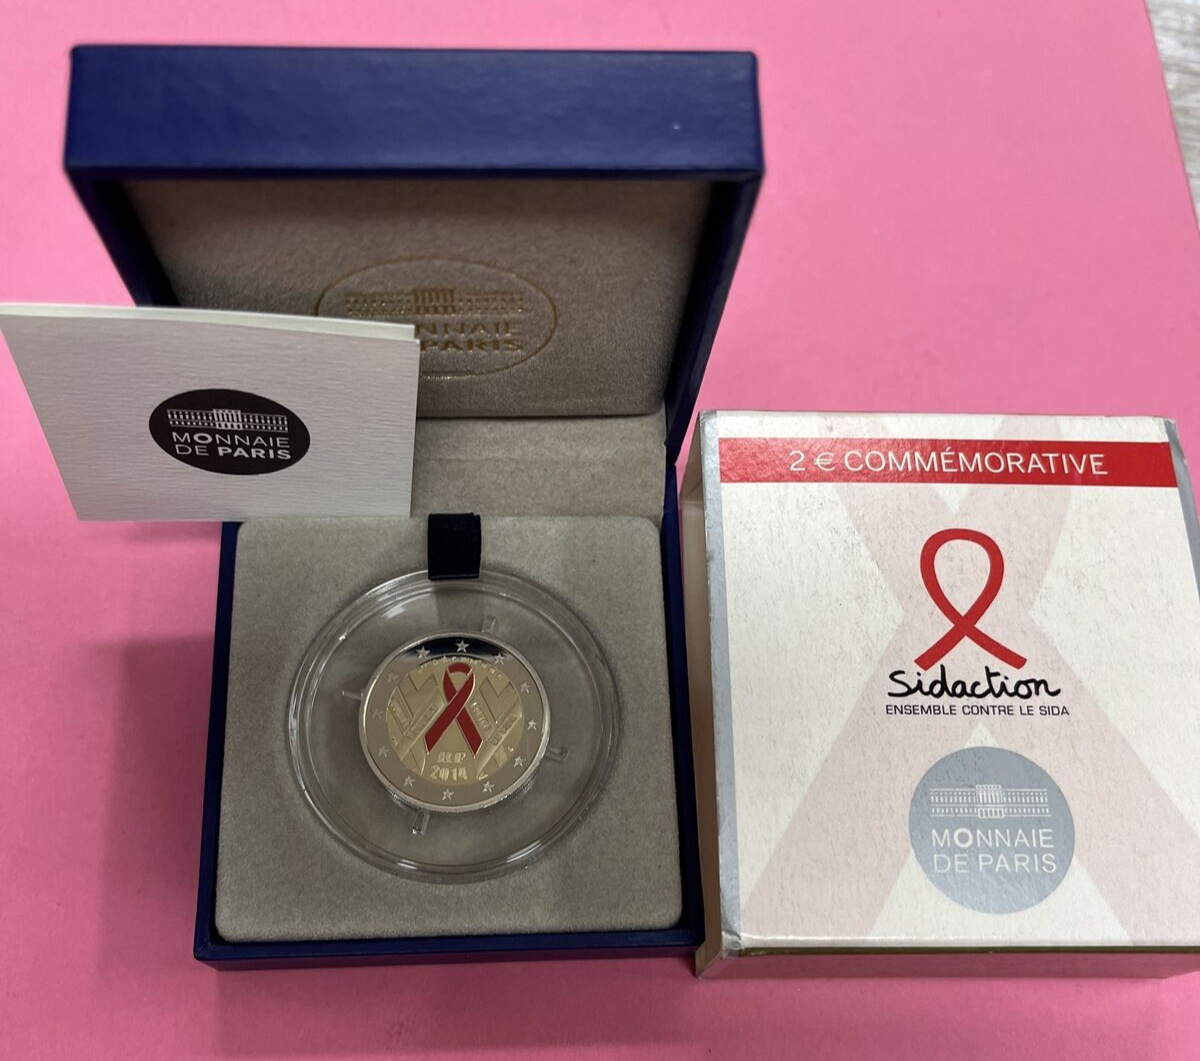 MONNAIE
DE PARIS
MONNAIE
DE PARIS
RF
2014
2 € COMMÉMORATIVE
Sidaction
ENSEMBLE CONTRE LE SIDA
MONNAIE
DE PARIS